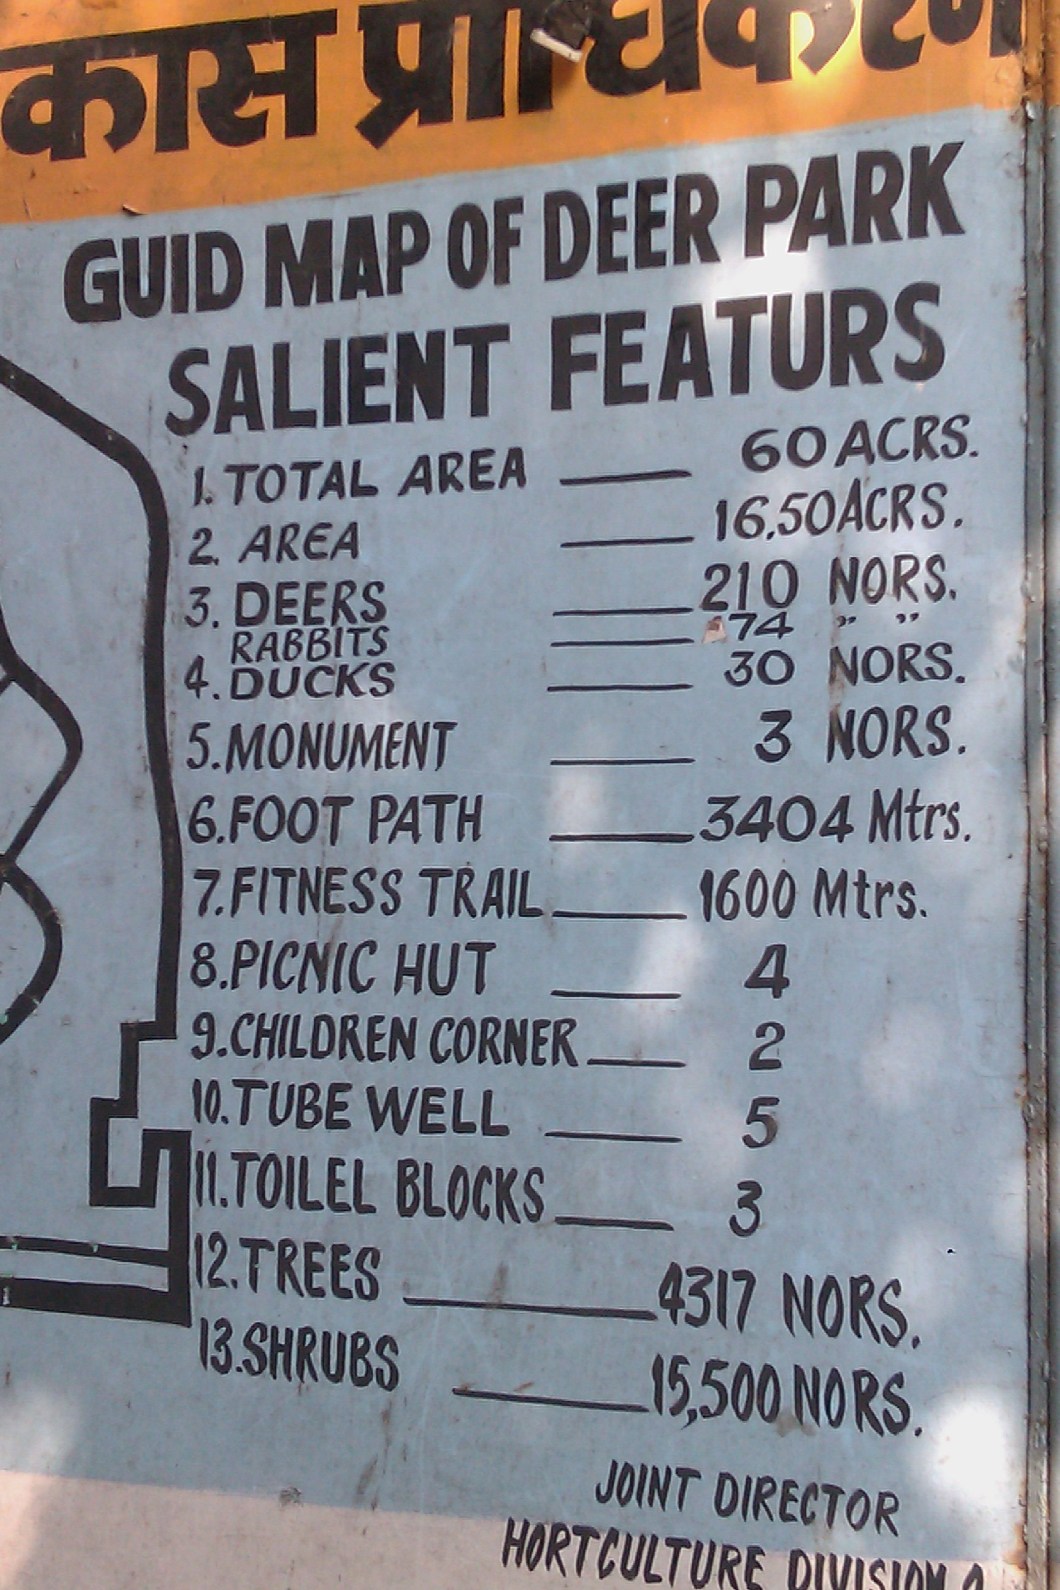 कास प्राधिकरण
GUID MAP OF DEER PARK
SALIENT FEATURS
1. TOTAL AREA — 60 ACRS.
2. AREA — 16.50 ACRS.
3. DEERS — 210 NORS.
RABBITS — 74 " "
4. DUCKS — 30 NORS.
5. MONUMENT — 3 NORS.
6. FOOT PATH — 3404 Mtrs.
7. FITNESS TRAIL — 1600 Mtrs.
8. PICNIC HUT — 4
9. CHILDREN CORNER — 2
10. TUBE WELL — 5
11. TOILEL BLOCKS — 3
12. TREES — 4317 NORS.
13. SHRUBS — 15,500 NORS.
JOINT DIRECTOR
HORTCULTURE DIVISION